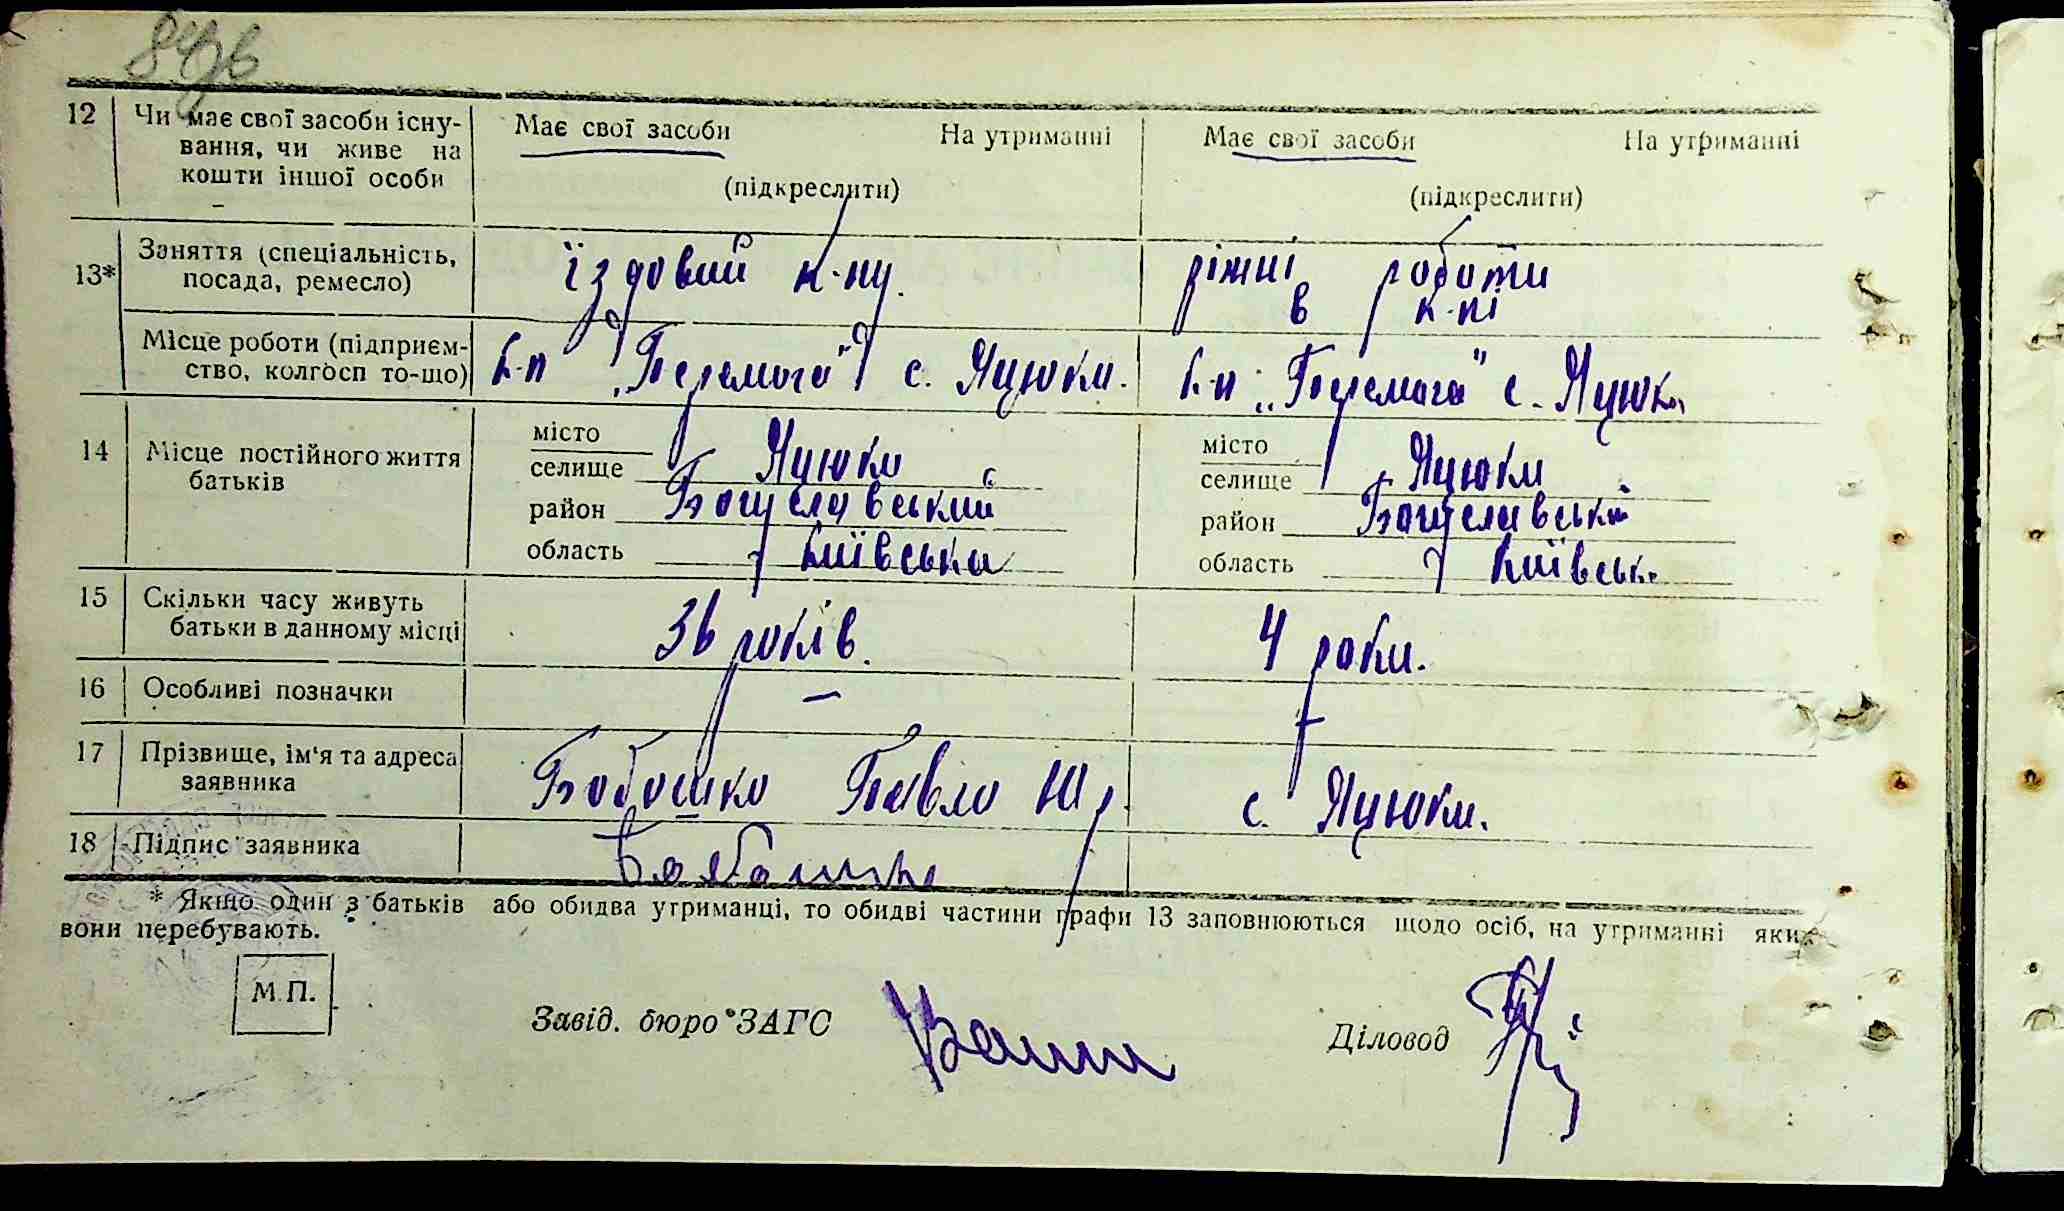 12 Чи має свої засоби існу- Має свої засоби На утриманні Має свої засоби На утриманні
вання, чи живе на
кошти іншої особи (підкреслити) (підкреслити)
13* Заняття (спеціальність, їздовий к-пу. ріжні роботи
посада, ремесло) в к-пі
Місце роботи (підприєм- К-п „Перемога" с. Яцюки. К-п „Перемога" с. Яцюки
ство, колгосп то-що)
14 Місце постійного життя місто місто
батьків селище Яцюки селище Яцюки
район Богуславський район Богуславський
область Київська область Київська
15 Скільки часу живуть 36 років. 4 роки.
батьки в данному місці
16 Особливі позначки – –
17 Прізвище, ім'я та адреса Бобошко Павло с. Яцюки.
заявника
18 Підпис заявника
* Якщо один з батьків або обидва утриманці, то обидві частини графи 13 заповнюються щодо осіб, на утриманні яких
вони перебувають.
М.П.
Завід. бюро ЗАГС Діловод